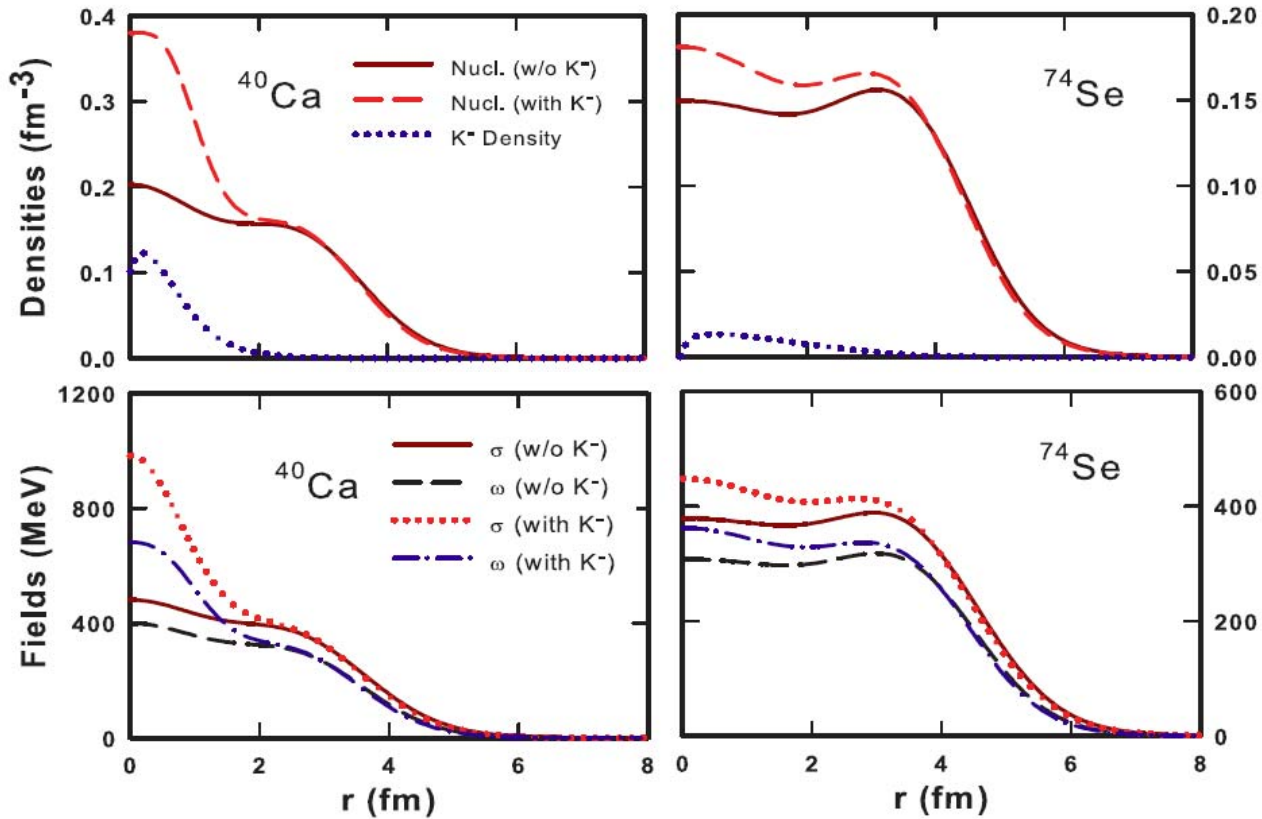 Densities (fm⁻³)
0.4
0.3
0.2
0.1
0.0
⁴⁰Ca
Nucl. (w/o K⁻)
Nucl. (with K⁻)
K⁻ Density
⁷⁴Se
0.20
0.15
0.10
0.05
0.00
Fields (MeV)
1200
800
400
0
⁴⁰Ca
σ (w/o K⁻)
ω (w/o K⁻)
σ (with K⁻)
ω (with K⁻)
⁷⁴Se
600
400
200
0
0 2 4 6 8
0 2 4 6 8
r (fm)
r (fm)